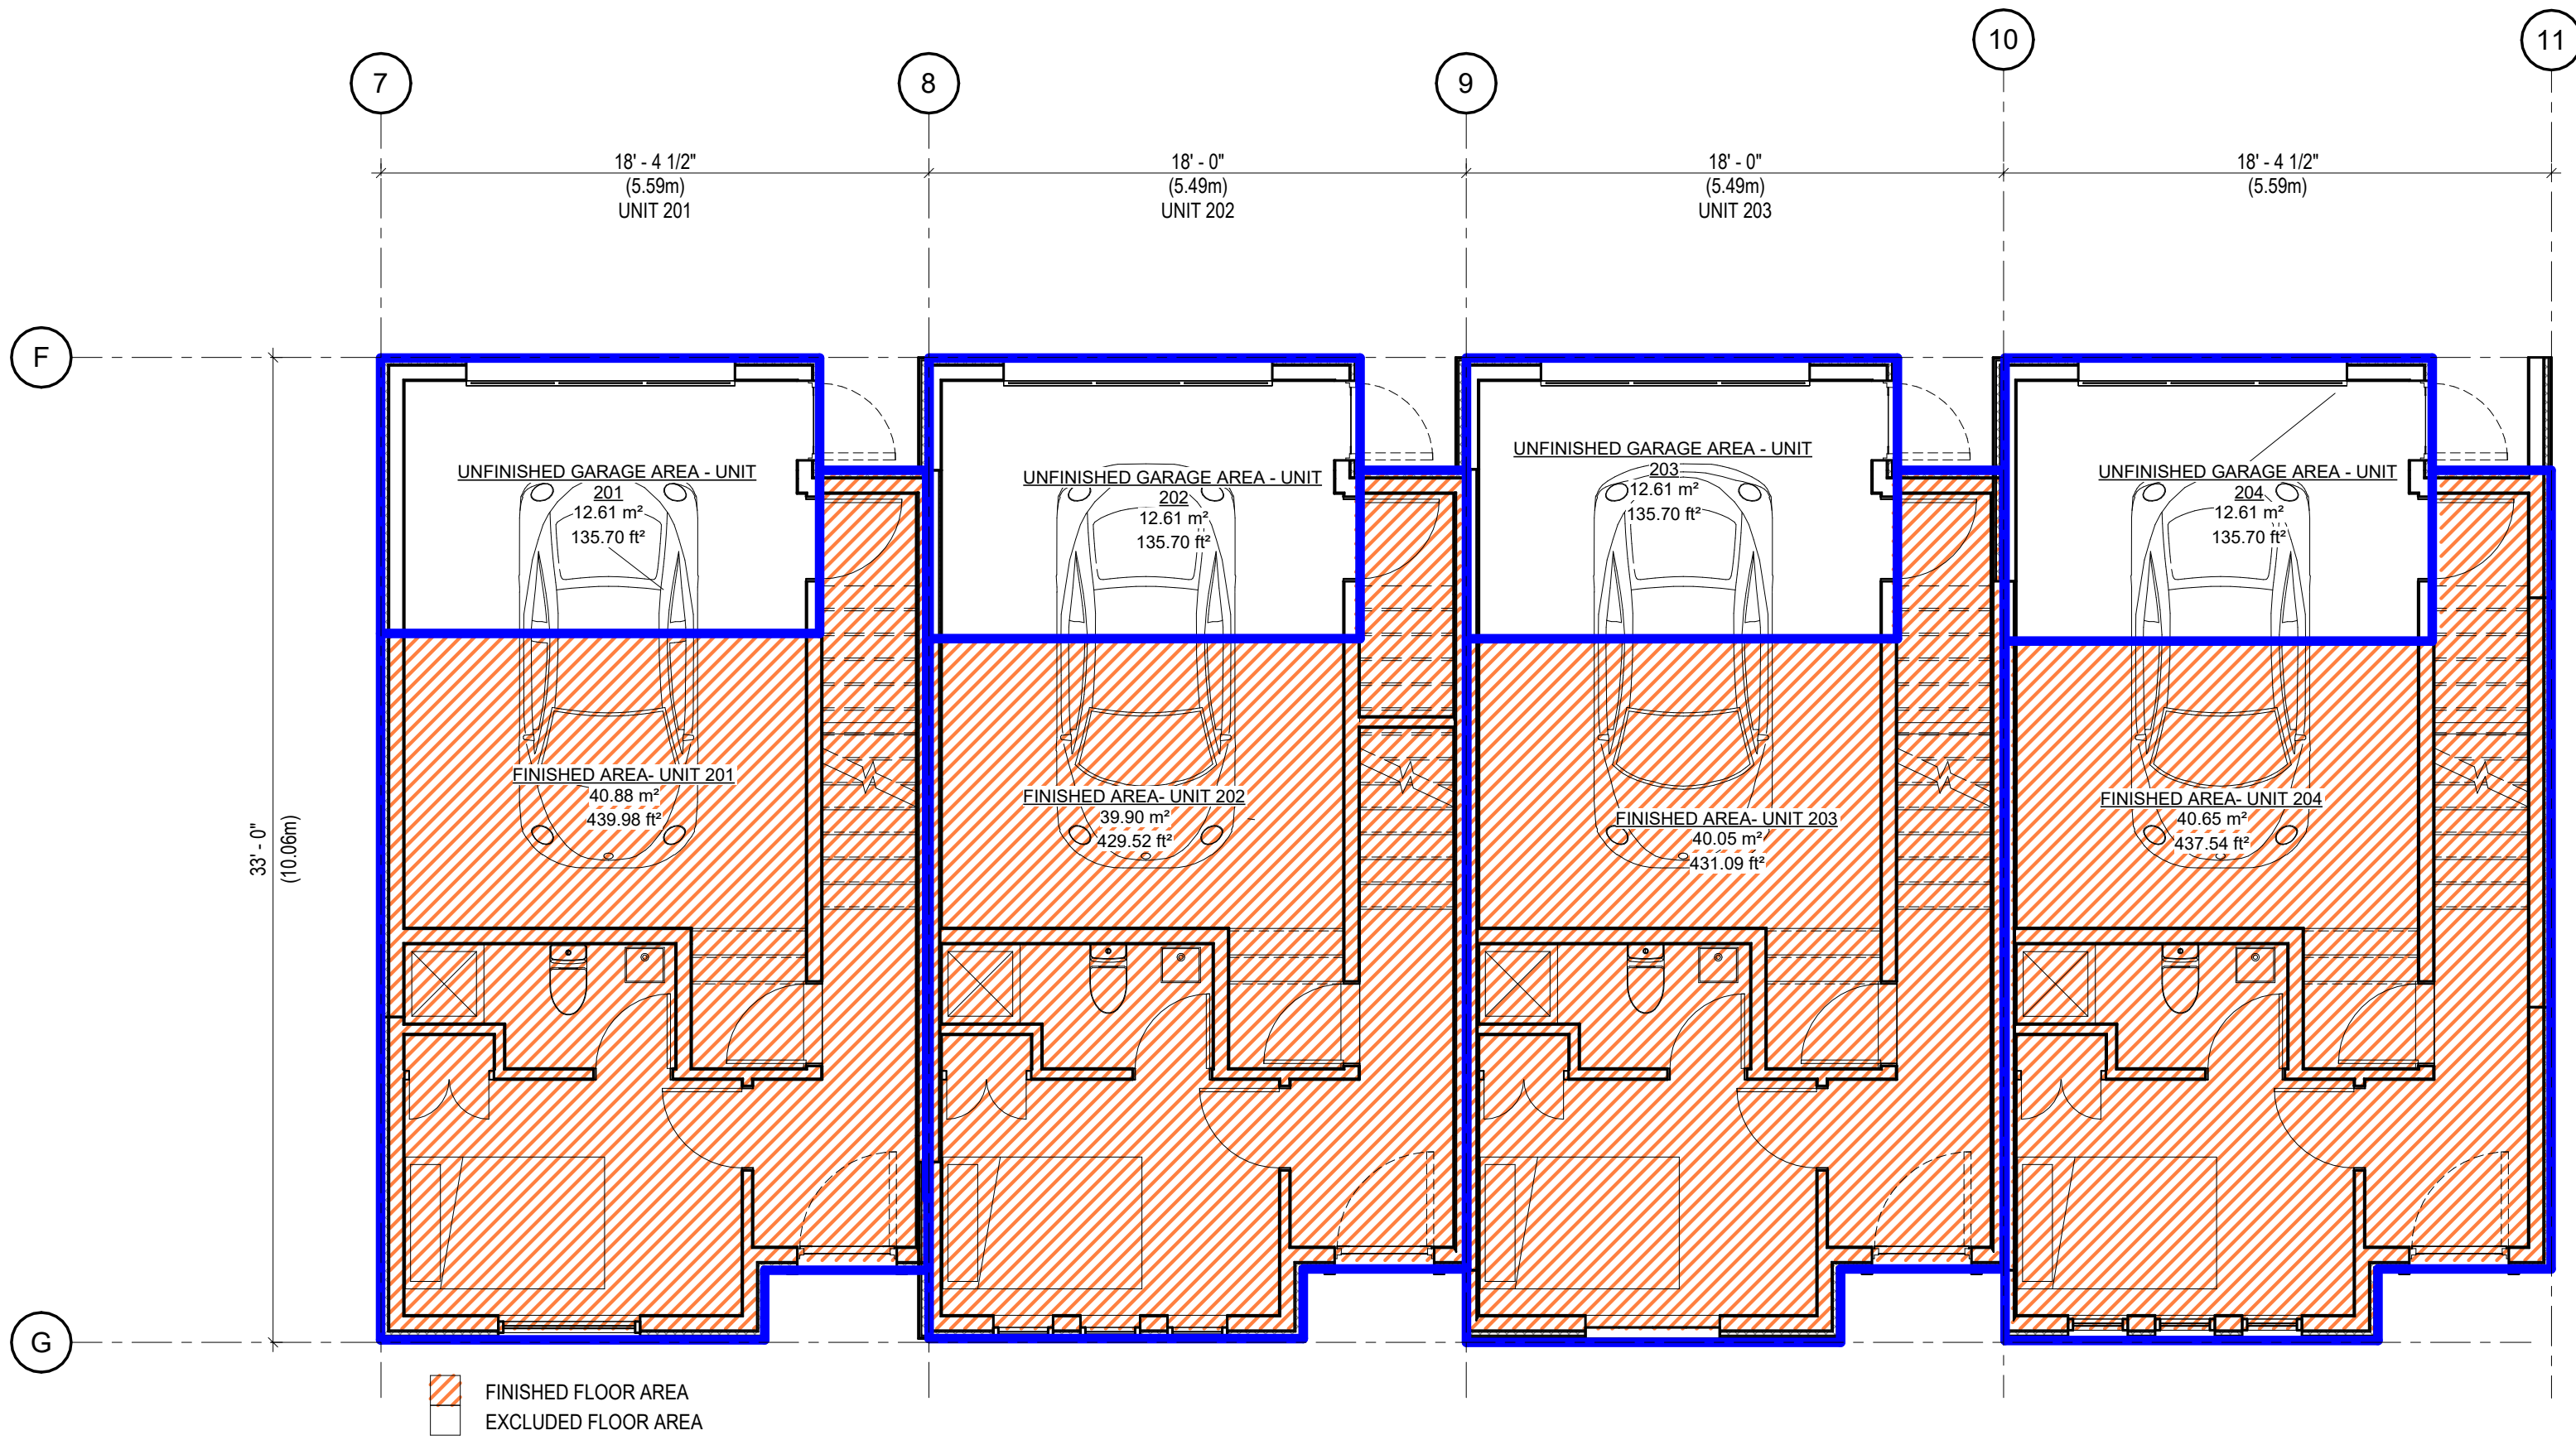 7
8
9
10
11
18' - 4 1/2"
(5.59m)
UNIT 201
18' - 0"
(5.49m)
UNIT 202
18' - 0"
(5.49m)
UNIT 203
18' - 4 1/2"
(5.59m)
F
UNFINISHED GARAGE AREA - UNIT
201
12.61 m²
135.70 ft²
UNFINISHED GARAGE AREA - UNIT
202
12.61 m²
135.70 ft²
UNFINISHED GARAGE AREA - UNIT
203
12.61 m²
135.70 ft²
UNFINISHED GARAGE AREA - UNIT
204
12.61 m²
135.70 ft²
33' - 0"
(10.06m)
FINISHED AREA- UNIT 201
40.88 m²
439.98 ft²
FINISHED AREA- UNIT 202
39.90 m²
429.52 ft²
FINISHED AREA- UNIT 203
40.05 m²
431.09 ft²
FINISHED AREA- UNIT 204
40.65 m²
437.54 ft²
G
FINISHED FLOOR AREA
EXCLUDED FLOOR AREA